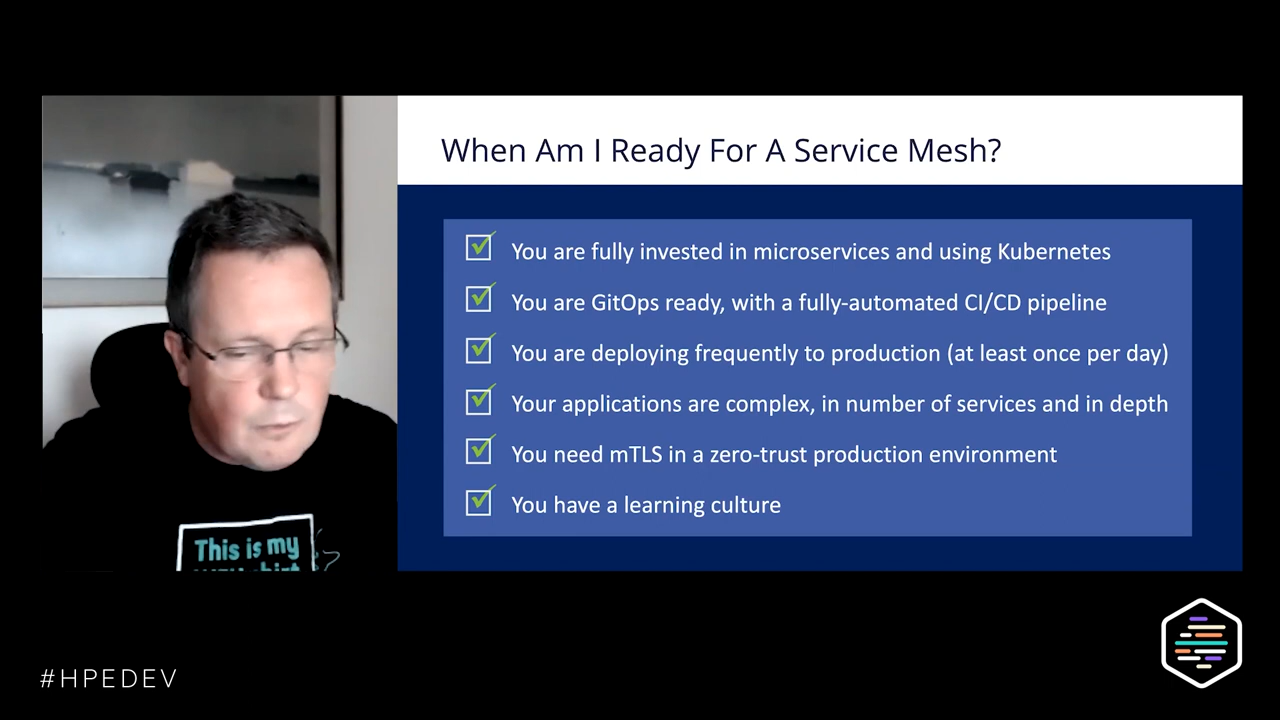 When Am I Ready For A Service Mesh?
You are fully invested in microservices and using Kubernetes
You are GitOps ready, with a fully-automated CI/CD pipeline
You are deploying frequently to production (at least once per day)
Your applications are complex, in number of services and in depth
You need mTLS in a zero-trust production environment
You have a learning culture
This is my
#HPEDEV